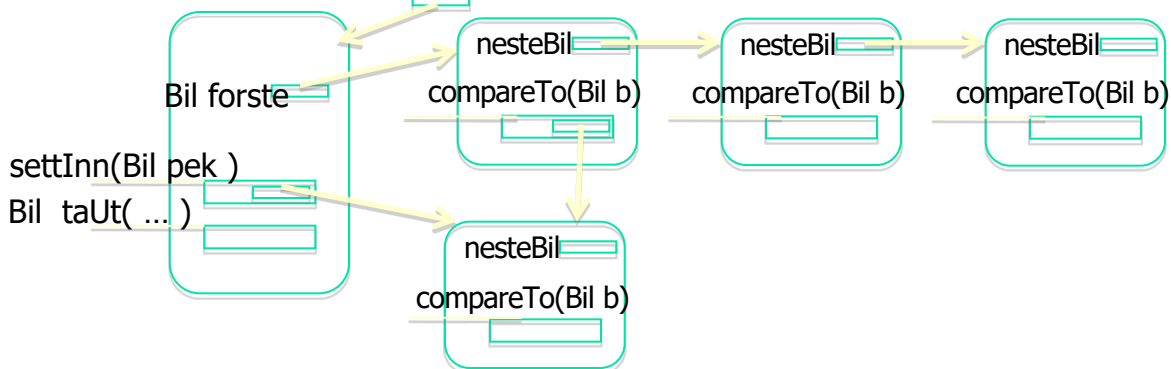 nesteBil
nesteBil
nesteBil
Bil forste
compareTo(Bil b)
compareTo(Bil b)
compareTo(Bil b)
settInn(Bil pek )
Bil taUt( ... )
nesteBil
compareTo(Bil b)